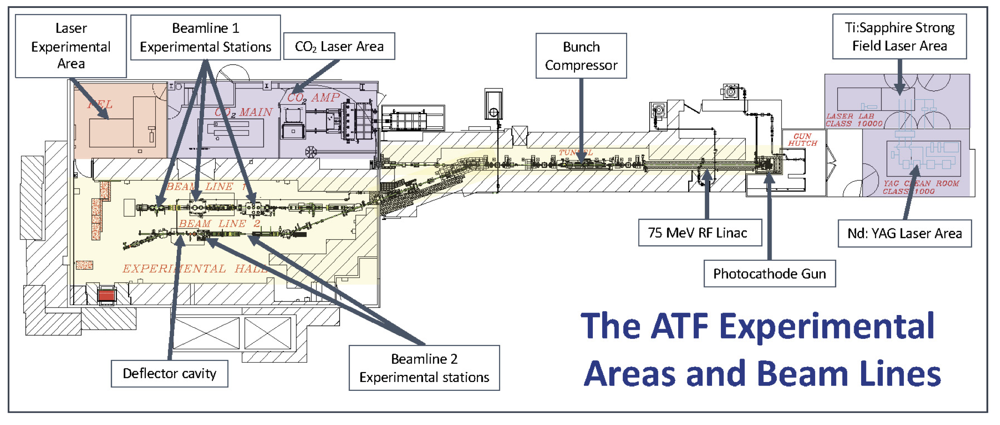 Laser
Experimental
Area
Beamline 1
Experimental Stations
CO₂ Laser Area
Bunch
Compressor
Ti:Sapphire Strong
Field Laser Area
FEL
CO₂ AMP
CO₂ MAIN
LASER LAB
CLASS 10000
GUN
HUTCH
TUNNEL
YAG CLEAN ROOM
CLASS 1000
BEAM LINE 1
BEAM LINE 2
EXPERIMENTAL HALL
75 MeV RF Linac
Nd: YAG Laser Area
Photocathode Gun
Deflector cavity
Beamline 2
Experimental stations
The ATF Experimental
Areas and Beam Lines